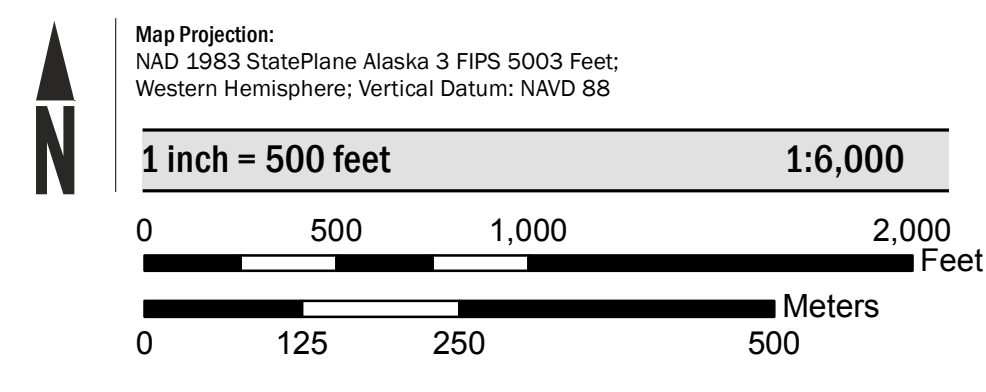 N
Map Projection:
NAD 1983 StatePlane Alaska 3 FIPS 5003 Feet;
Western Hemisphere; Vertical Datum: NAVD 88
1 inch = 500 feet 1:6,000
0 500 1,000 2,000
Feet
Meters
0 125 250 500